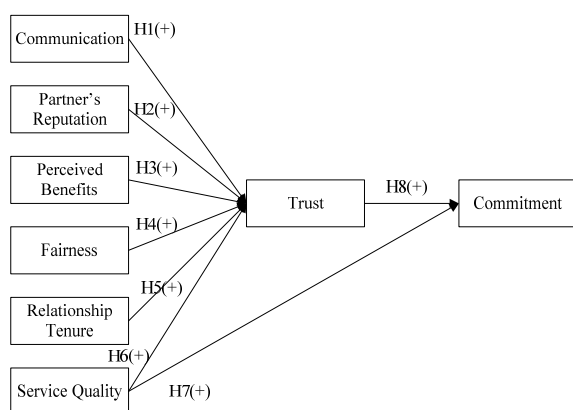 Communication
H1(+)
Partner's
Reputation
H2(+)
Perceived
Benefits
H3(+)
Trust
H8(+)
Commitment
Fairness
H4(+)
Relationship
Tenure
H5(+)
Service Quality
H6(+)
H7(+)